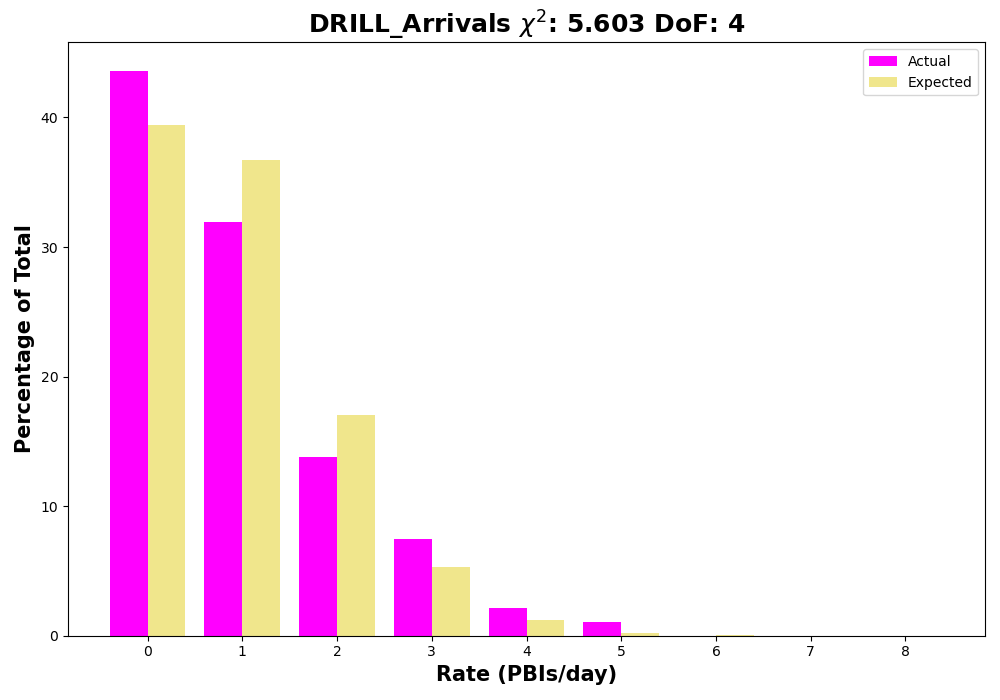 DRILL_Arrivals χ²: 5.603 DoF: 4
Actual
Expected
Percentage of Total
40
30
20
10
0
0 1 2 3 4 5 6 7 8
Rate (PBIs/day)